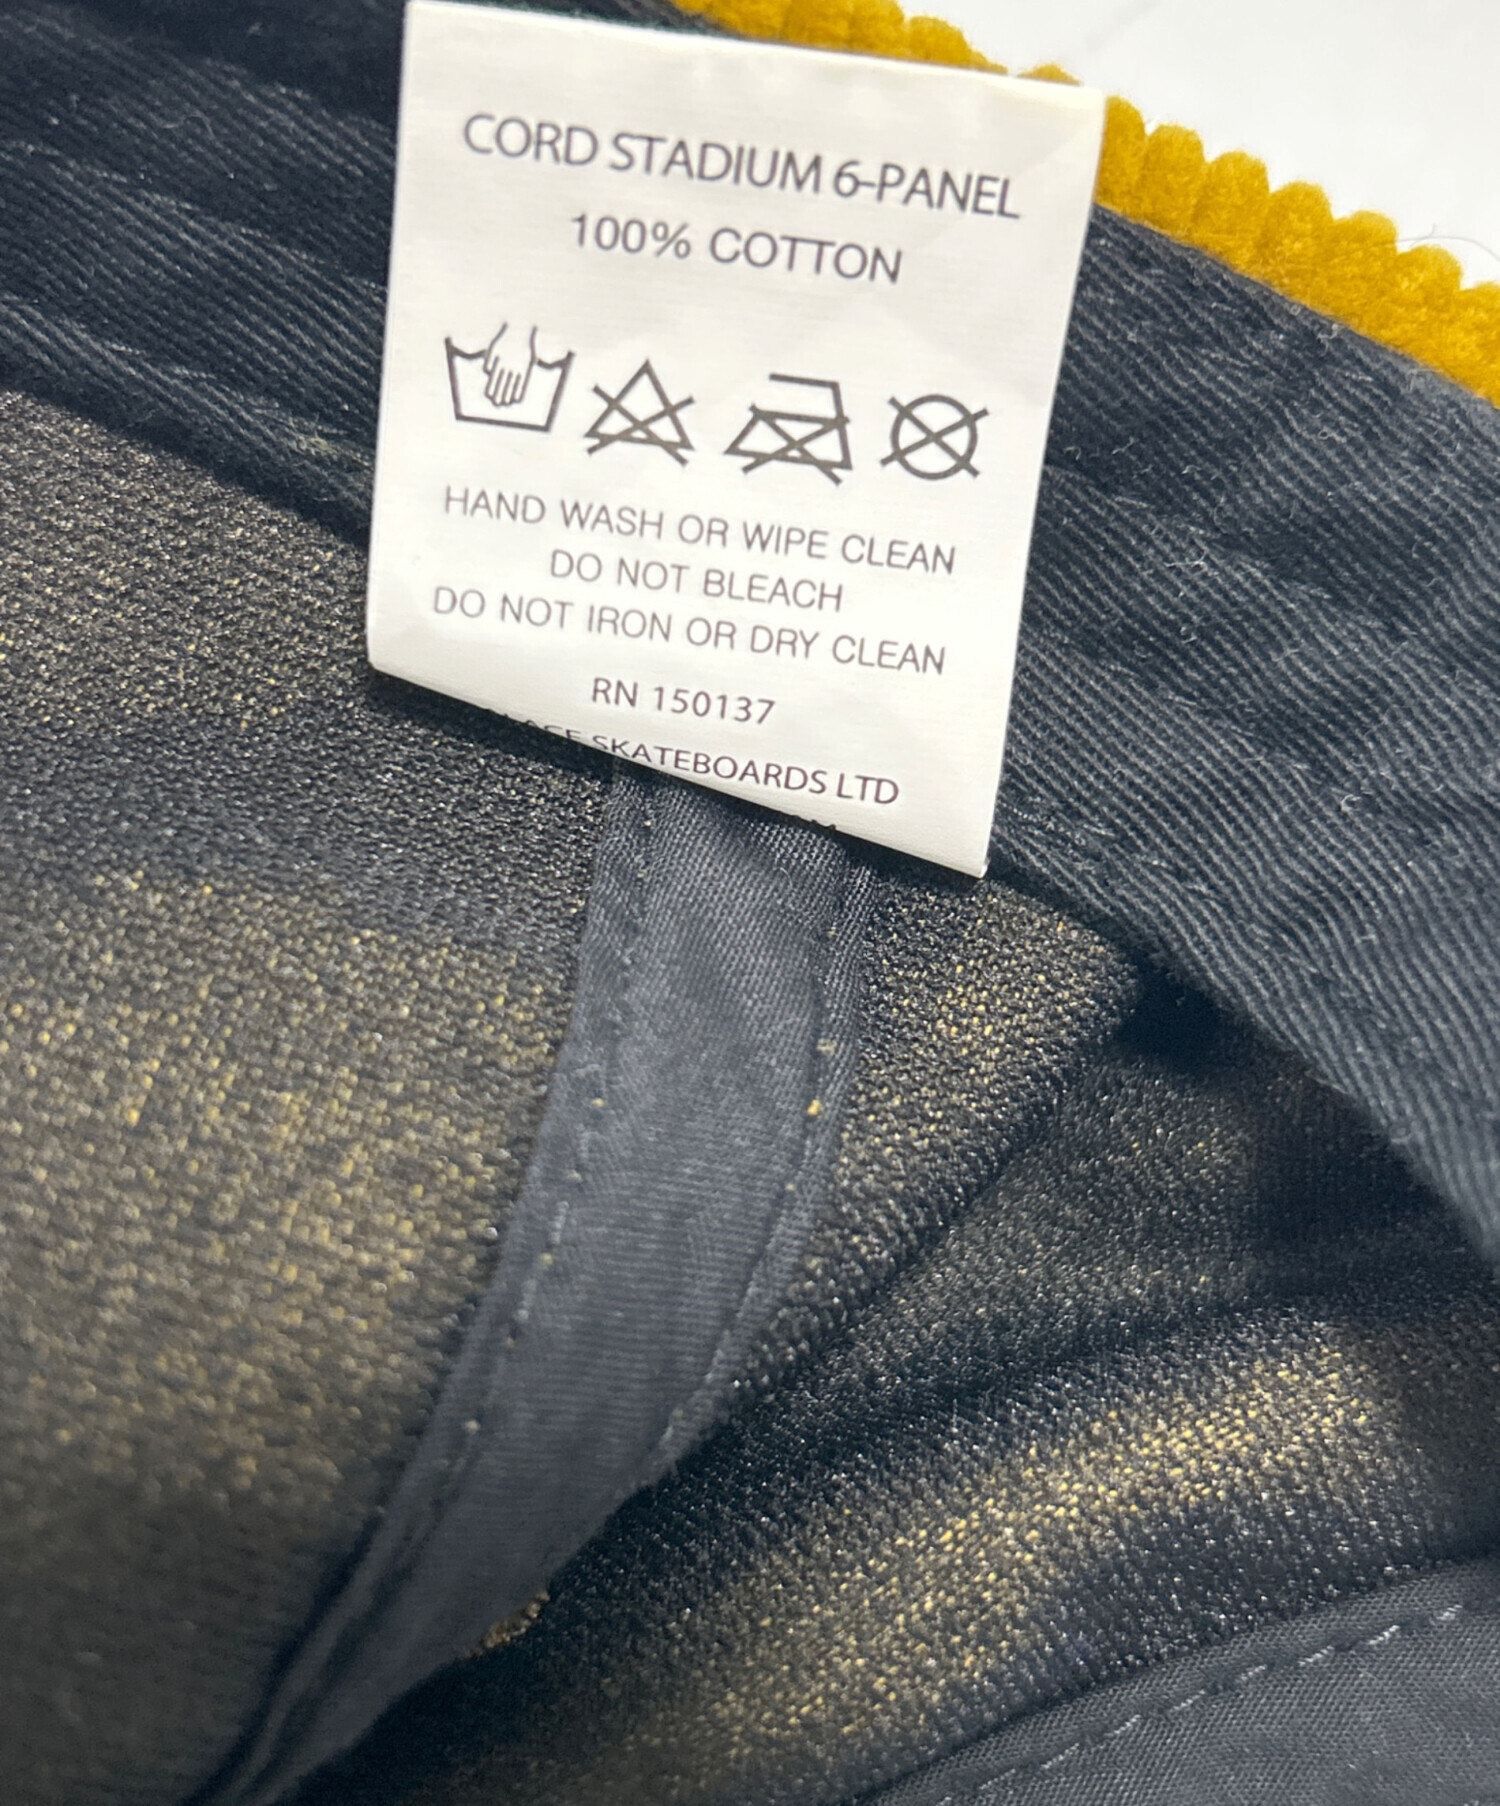 CORD STADIUM 6-PANEL
100% COTTON
HAND WASH OR WIPE CLEAN
DO NOT BLEACH
DO NOT IRON OR DRY CLEAN
RN 150137
SKATEBOARDS LTD